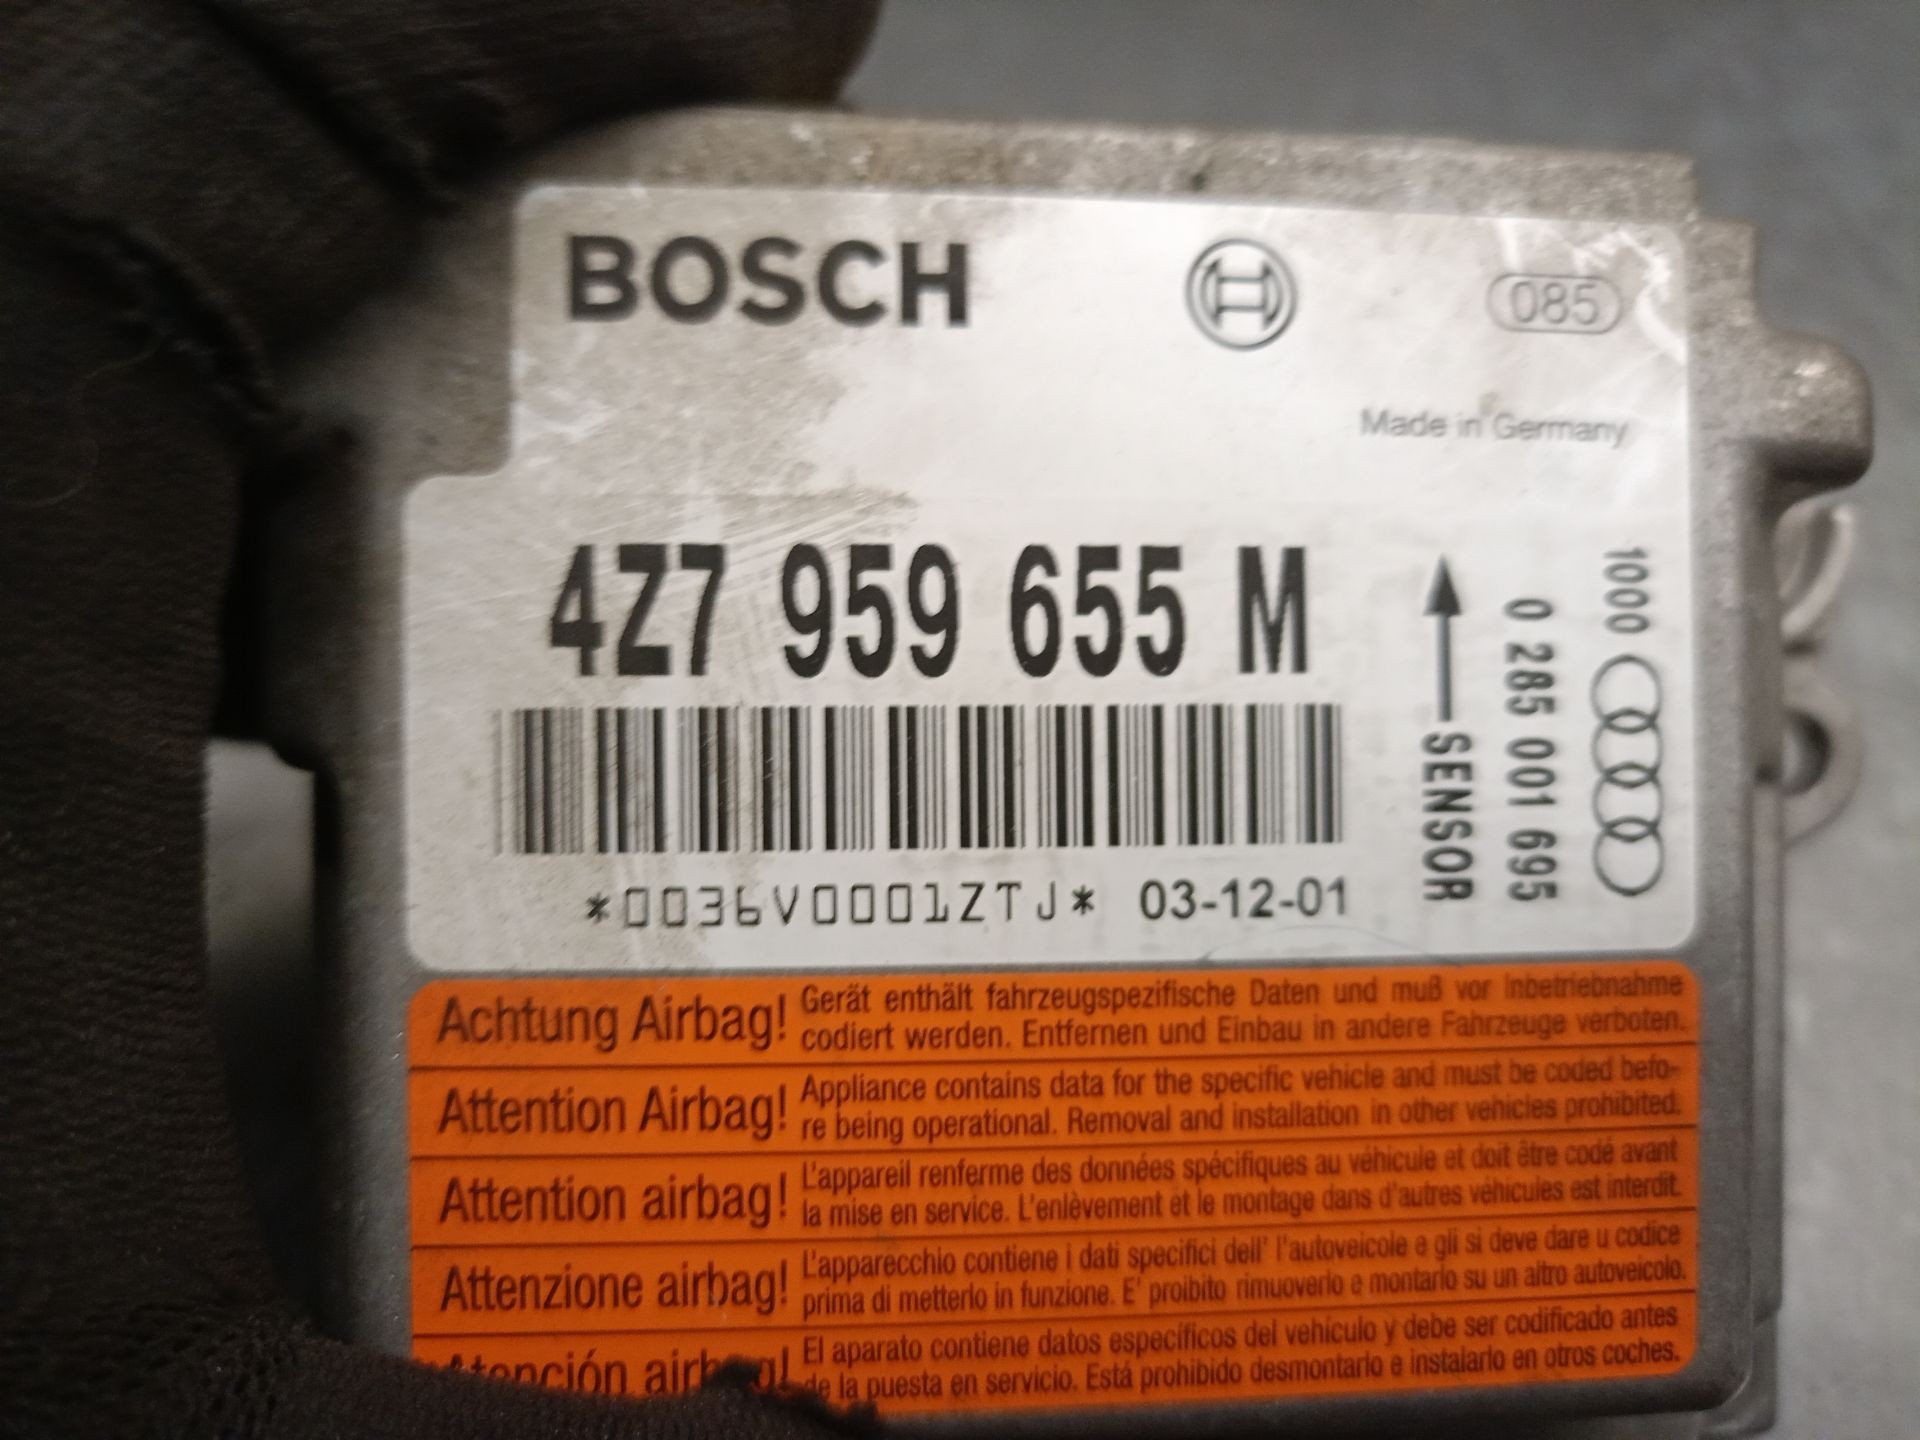 BOSCH
085
Made in Germany
4Z7 959 655 M
*0036V0001ZTJ* 03-12-01
SENSOR
0 285 001 695
1000
Achtung Airbag! Gerät enthält fahrzeugspezifische Daten und muß vor Inbetriebnahme
codiert werden. Entfernen und Einbau in andere Fahrzeuge verboten.
Attention Airbag! Appliance contains data for the specific vehicle and must be coded befo-
re being operational. Removal and installation in other vehicles prohibited.
Attention airbag! L'appareil renferme des données spécifiques au véhicule et doit être codé avant
la mise en service. L'enlèvement et le montage dans d'autres véhicules est interdit.
Attenzione airbag! L'apparecchio contiene i dati specifici dell' l'autoveicole e gli si deve dare u codice
prima di metterlo in funzione. E' proibito rimuoverlo e montarlo su un altro autoveicolo.
Atención airbag! El aparato contiene datos específicos del vehículo y debe ser codificado antes
de la puesta en servicio. Está prohibido desmontarlo e instalarlo en otros coches.